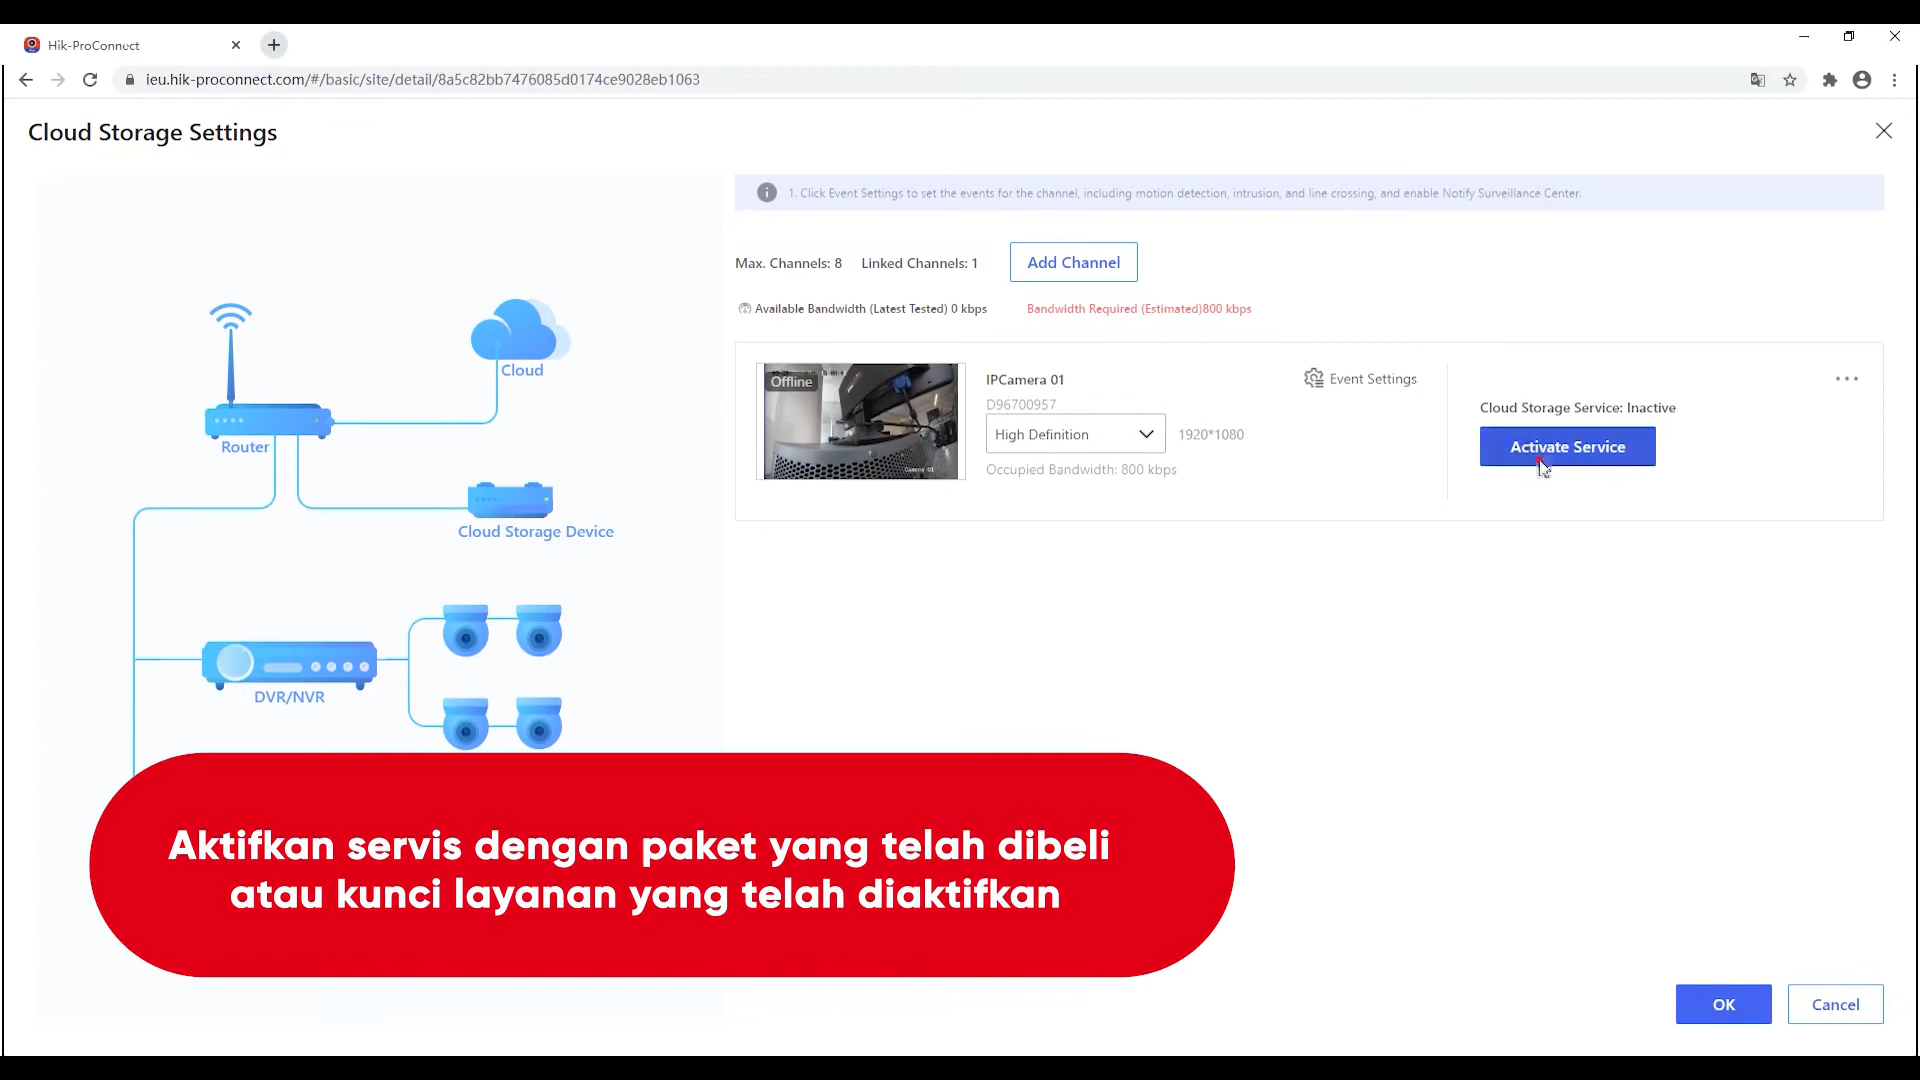 Hik-ProConnect
ieu.hik-proconnect.com/#/basic/site/detail/8a5c82bb7476085d0174ce9028eb1063
Cloud Storage Settings
1. Click Event Settings to set the events for the channel, including motion detection, intrusion, and line crossing, and enable Notify Surveillance Center.
Max. Channels: 8 Linked Channels: 1 Add Channel
Available Bandwidth (Latest Tested) 0 kbps Bandwidth Required (Estimated)800 kbps
Offline
Camera 01
IPCamera 01
D96700957
High Definition 1920*1080
Occupied Bandwidth: 800 kbps
Event Settings
Cloud Storage Service: Inactive
Activate Service
Cloud
Router
Cloud Storage Device
DVR/NVR
Aktifkan servis dengan paket yang telah dibeli
atau kunci layanan yang telah diaktifkan
OK Cancel